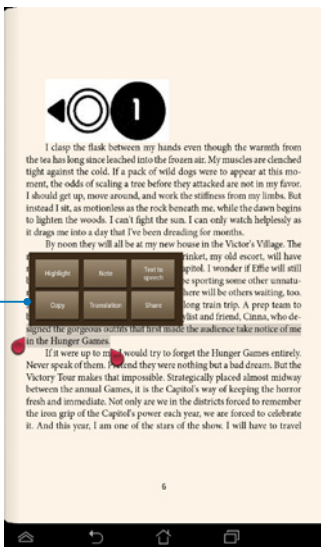 1
I clasp the flask between my hands even though the warmth from
the tea has long since leached into the frozen air. My muscles are clenched
tight against the cold. If a pack of wild dogs were to appear at this mo-
ment, the odds of scaling a tree before they attacked are not in my favor.
I should get up, move around, and work the stiffness from my limbs. But
instead I sit, as motionless as the rock beneath me, while the dawn begins
to lighten the woods. I can't fight the sun. I can only watch helplessly as
it drags me into a day that I've been dreading for months.
By noon they will all be at my new house in the Victor's Village. The
rinket, my old escort, will have
apitol. I wonder if Effie will still
e sporting some other unnatu-
here will be others waiting, too.
long train trip. A prep team to
ylist and friend, Cinna, who de-
Highlight Note Text to speech
Copy Translation Share
signed the gorgeous outfits that first made the audience take notice of me
in the Hunger Games.
If it were up to me, I would try to forget the Hunger Games entirely.
Never speak of them. Pretend they were nothing but a bad dream. But the
Victory Tour makes that impossible. Strategically placed almost midway
between the annual Games, it is the Capitol's way of keeping the horror
fresh and immediate. Not only are we in the districts forced to remember
the iron grip of the Capitol's power each year, we are forced to celebrate
it. And this year, I am one of the stars of the show. I will have to travel
6